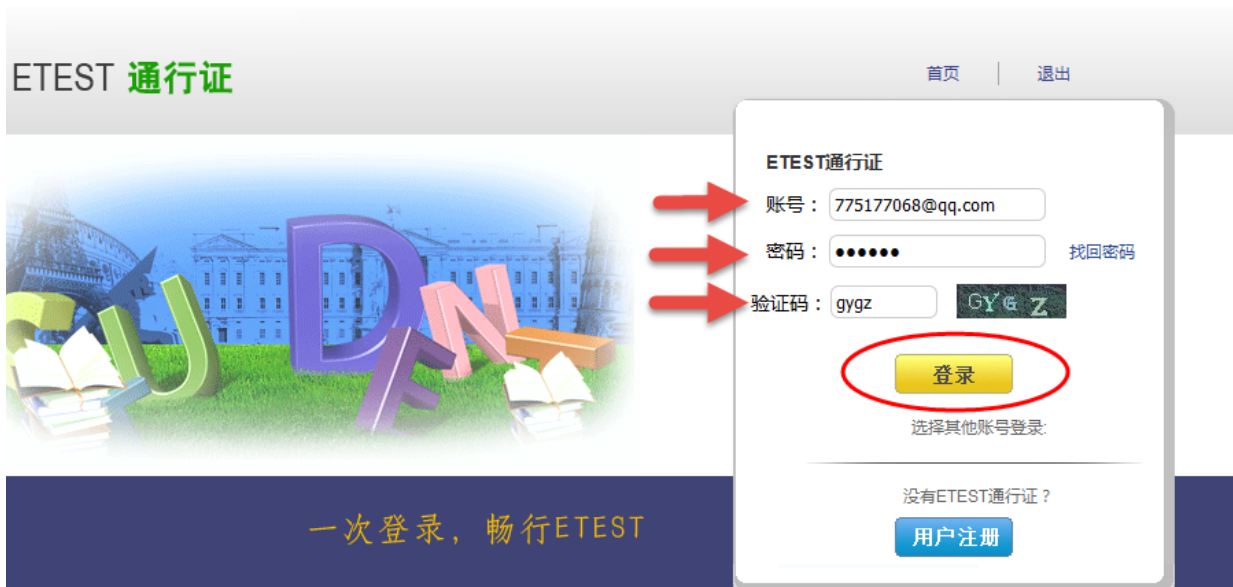 ETEST 通行证
首页 | 退出
ETEST通行证
账号： 775177068@qq.com
密码： ●●●●●● 找回密码
验证码： gygz GYGZ
登录
选择其他账号登录:
没有ETEST通行证？
用户注册
一次登录，畅行ETEST